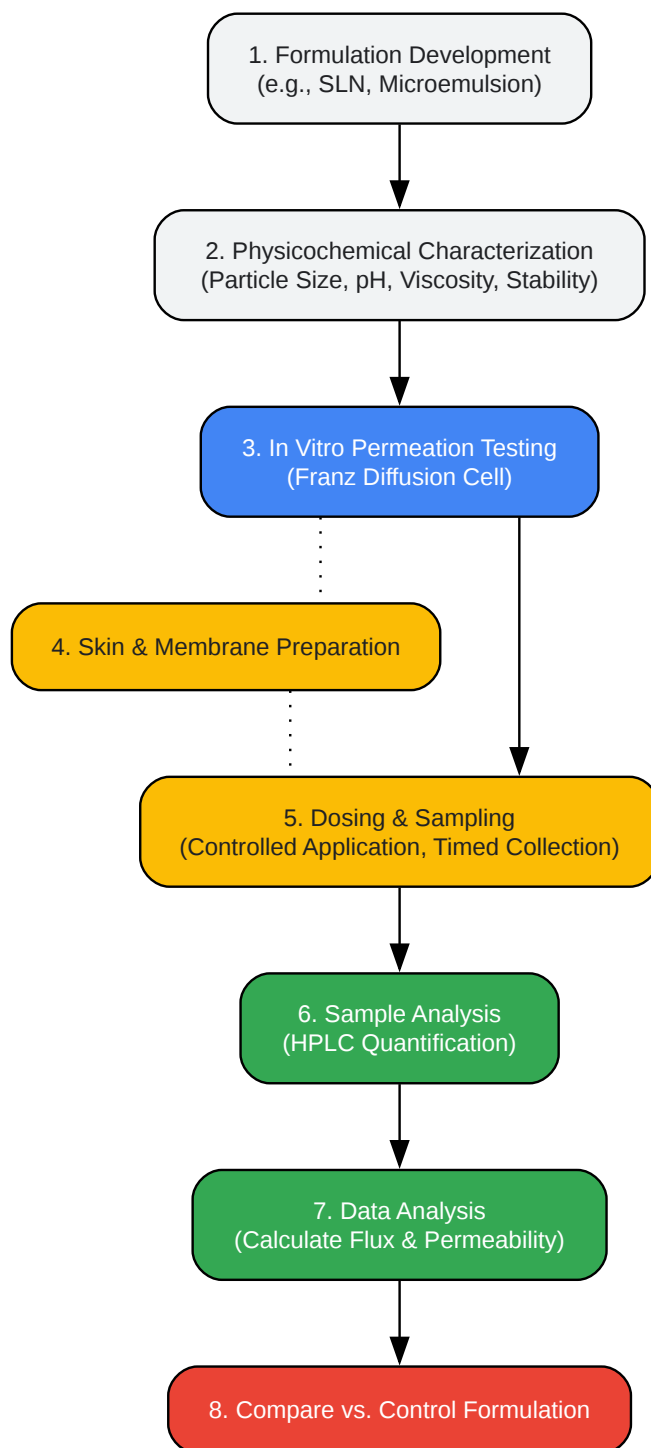 1. Formulation Development
(e.g., SLN, Microemulsion)
2. Physicochemical Characterization
(Particle Size, pH, Viscosity, Stability)
3. In Vitro Permeation Testing
(Franz Diffusion Cell)
4. Skin & Membrane Preparation
5. Dosing & Sampling
(Controlled Application, Timed Collection)
6. Sample Analysis
(HPLC Quantification)
7. Data Analysis
(Calculate Flux & Permeability)
8. Compare vs. Control Formulation